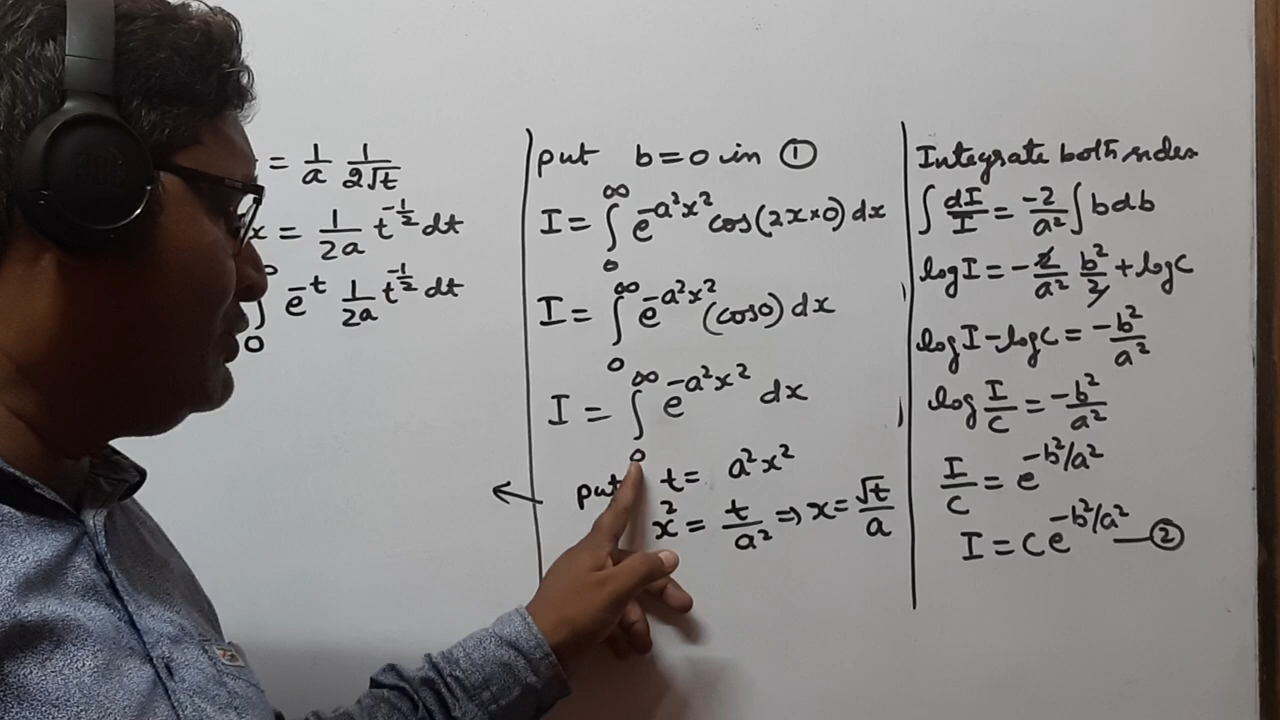 = 1/a 1/2√t
x = 1/2a t^-1/2 dt
∫₀ e^-t 1/2a t^-1/2 dt
put b=0 in ①
I = ∫₀^∞ e^-a²x² cos(2x×0) dx
I = ∫₀^∞ e^-a²x² (cos0) dx
I = ∫₀^∞ e^-a²x² dx
← put t = a²x²
x² = t/a² ⇒ x = √t/a
Integrate both sides
∫ dI/I = -2/a² ∫ b db
log I = -2/a² b²/2 + log C
log I - log C = -b²/a²
log I/C = -b²/a²
I/C = e^-b²/a²
I = C e^-b²/a² — ②